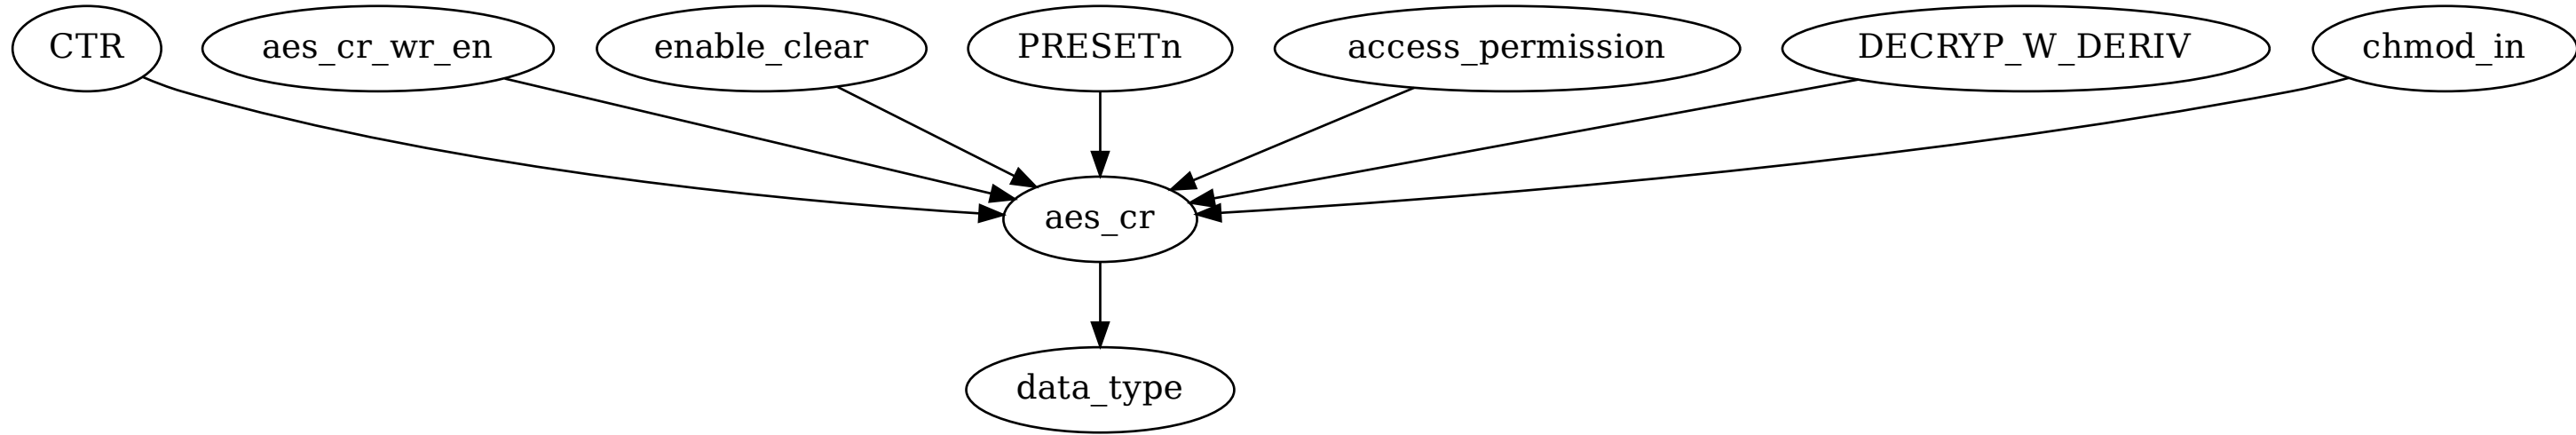 CTR
aes_cr_wr_en
enable_clear
PRESETn
access_permission
DECRYP_W_DERIV
chmod_in
aes_cr
data_type